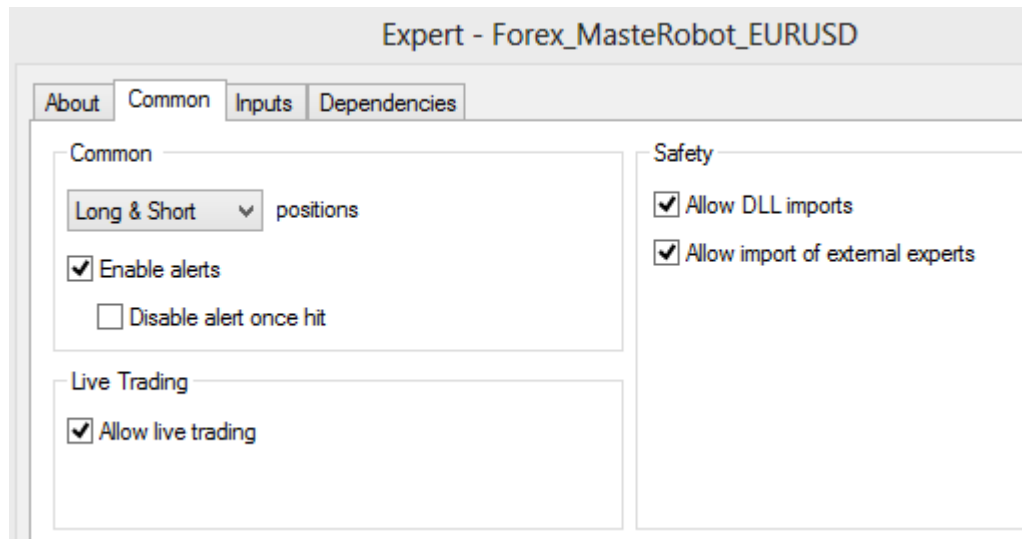 Expert - Forex_MasteRobot_EURUSD
About Common Inputs Dependencies
Common
Long & Short positions
Enable alerts
Disable alert once hit
Live Trading
Allow live trading
Safety
Allow DLL imports
Allow import of external experts